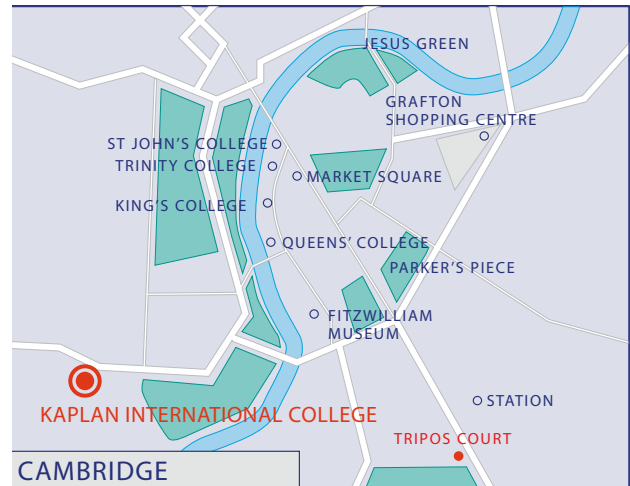 JESUS GREEN
GRAFTON
SHOPPING CENTRE
ST JOHN'S COLLEGE
TRINITY COLLEGE
MARKET SQUARE
KING'S COLLEGE
QUEENS' COLLEGE
PARKER'S PIECE
FITZWILLIAM
MUSEUM
STATION
KAPLAN INTERNATIONAL COLLEGE
TRIPOS COURT
CAMBRIDGE